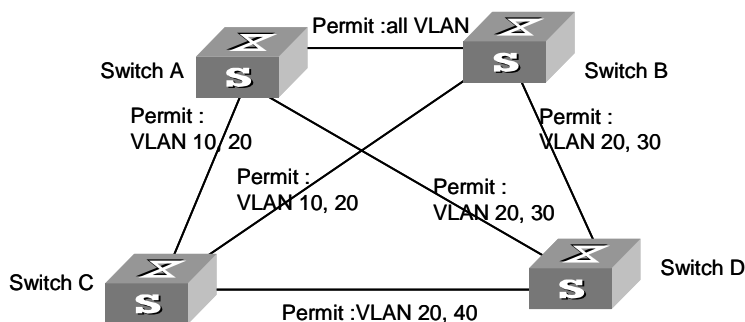 Permit :all VLAN
Switch A
Switch B
Permit :
VLAN 10, 20
Permit :
VLAN 20, 30
Permit :
VLAN 10, 20
Permit :
VLAN 20, 30
Switch C
Switch D
Permit :VLAN 20, 40
S
S
S
S